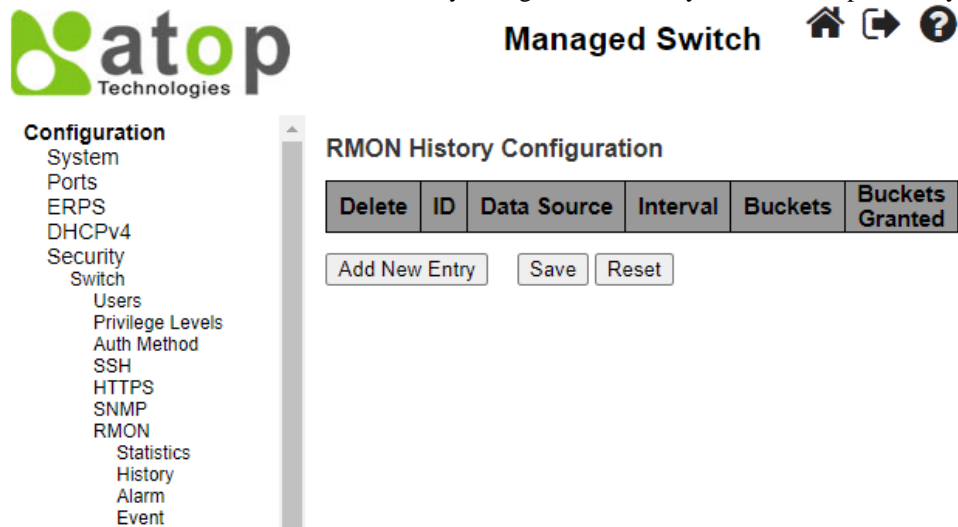 atop
Technologies
Managed Switch
Configuration
System
Ports
ERPS
DHCPv4
Security
Switch
Users
Privilege Levels
Auth Method
SSH
HTTPS
SNMP
RMON
Statistics
History
Alarm
Event
RMON History Configuration
Delete ID Data Source Interval Buckets Buckets Granted
Add New Entry Save Reset